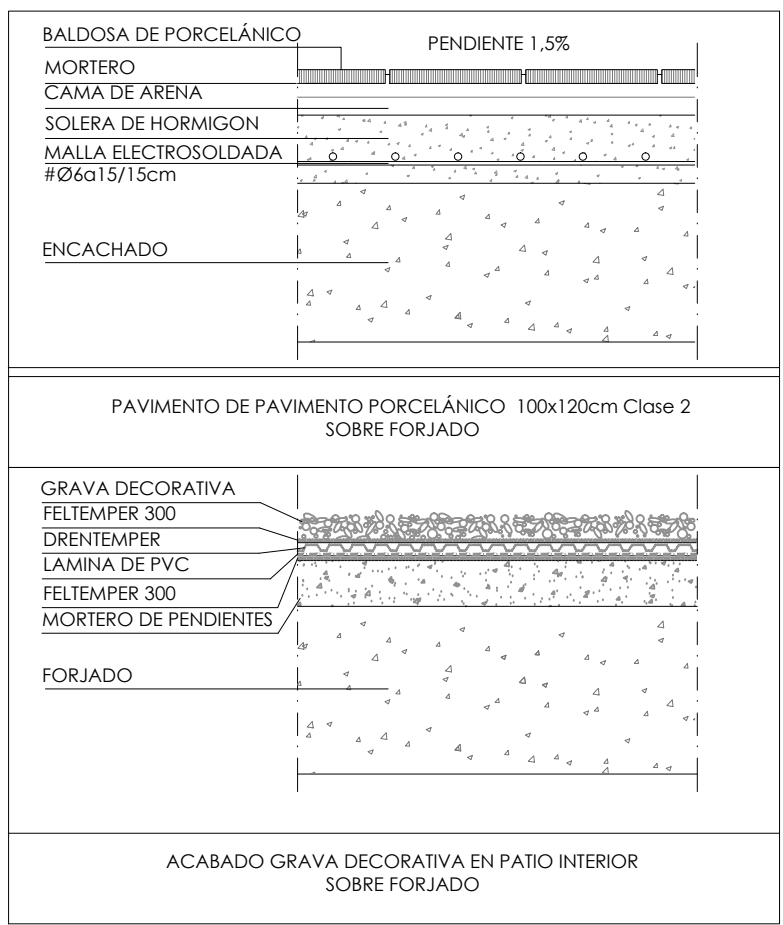 BALDOSA DE PORCELÁNICO
PENDIENTE 1,5%
MORTERO
CAMA DE ARENA
SOLERA DE HORMIGON
MALLA ELECTROSOLDADA
#Ø6a15/15cm
ENCACHADO
PAVIMENTO DE PAVIMENTO PORCELÁNICO 100x120cm Clase 2
SOBRE FORJADO
GRAVA DECORATIVA
FELTEMPER 300
DRENTEMPER
LAMINA DE PVC
FELTEMPER 300
MORTERO DE PENDIENTES
FORJADO
ACABADO GRAVA DECORATIVA EN PATIO INTERIOR
SOBRE FORJADO